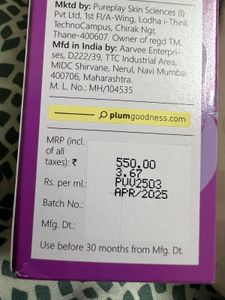 Mktd by: Pureplay Skin Sciences (I)
Pvt Ltd, 1st Fl/A-Wing, Lodha i-Think
TechnoCampus, Chirak Ngr,
Thane-400607. Owner of regd TM.
Mfd in India by: Aarvee Enterpri-
ses, D222/39, TTC Industrial Area,
MIDC Shirvane, Nerul, Navi Mumbai
400706, Maharashtra.
M. L. No.: MH/104535
plumgoodness.com
MRP (incl. of all taxes): ₹ 550.00
Rs. per ml.: 3.67
Batch No.: PUV2503
Mfg. Dt.: APR/2025
Use before 30 months from Mfg. Dt.